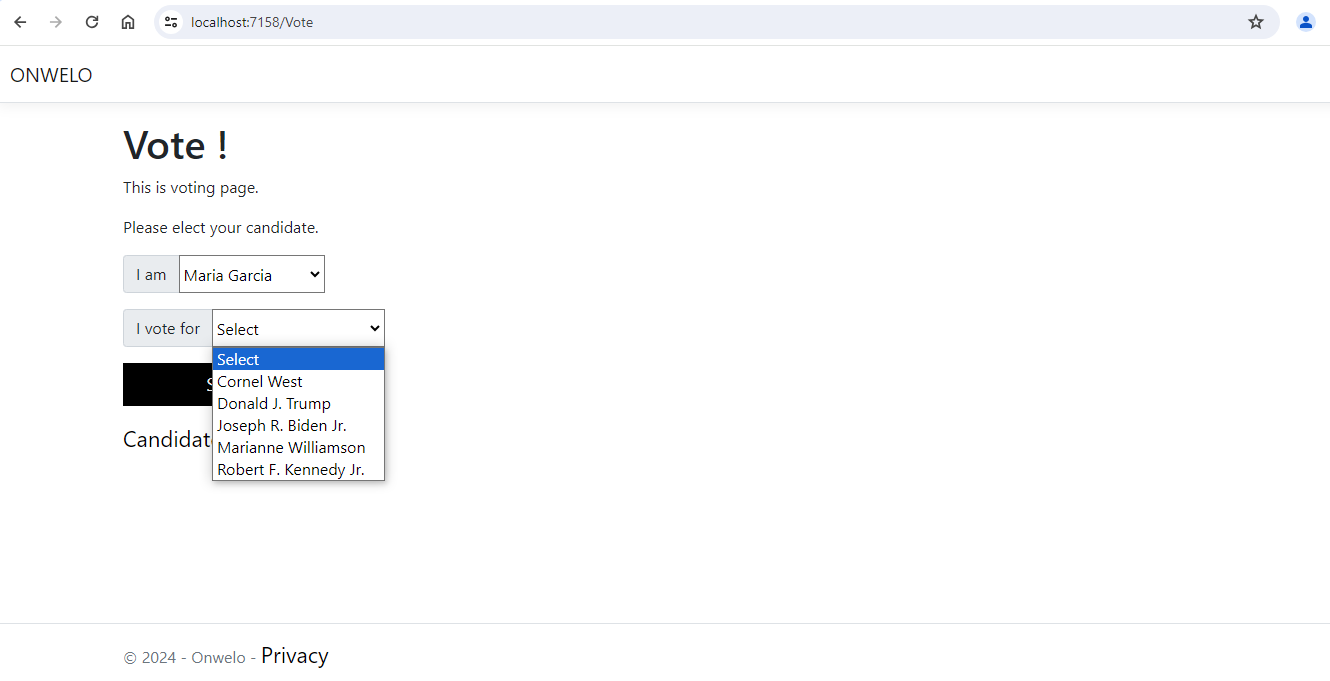 localhost:7158/Vote
ONWELO
Vote !
This is voting page.
Please elect your candidate.
I am Maria Garcia
I vote for Select
Select
Cornel West
Donald J. Trump
Joseph R. Biden Jr.
Marianne Williamson
Robert F. Kennedy Jr.
© 2024 - Onwelo - Privacy